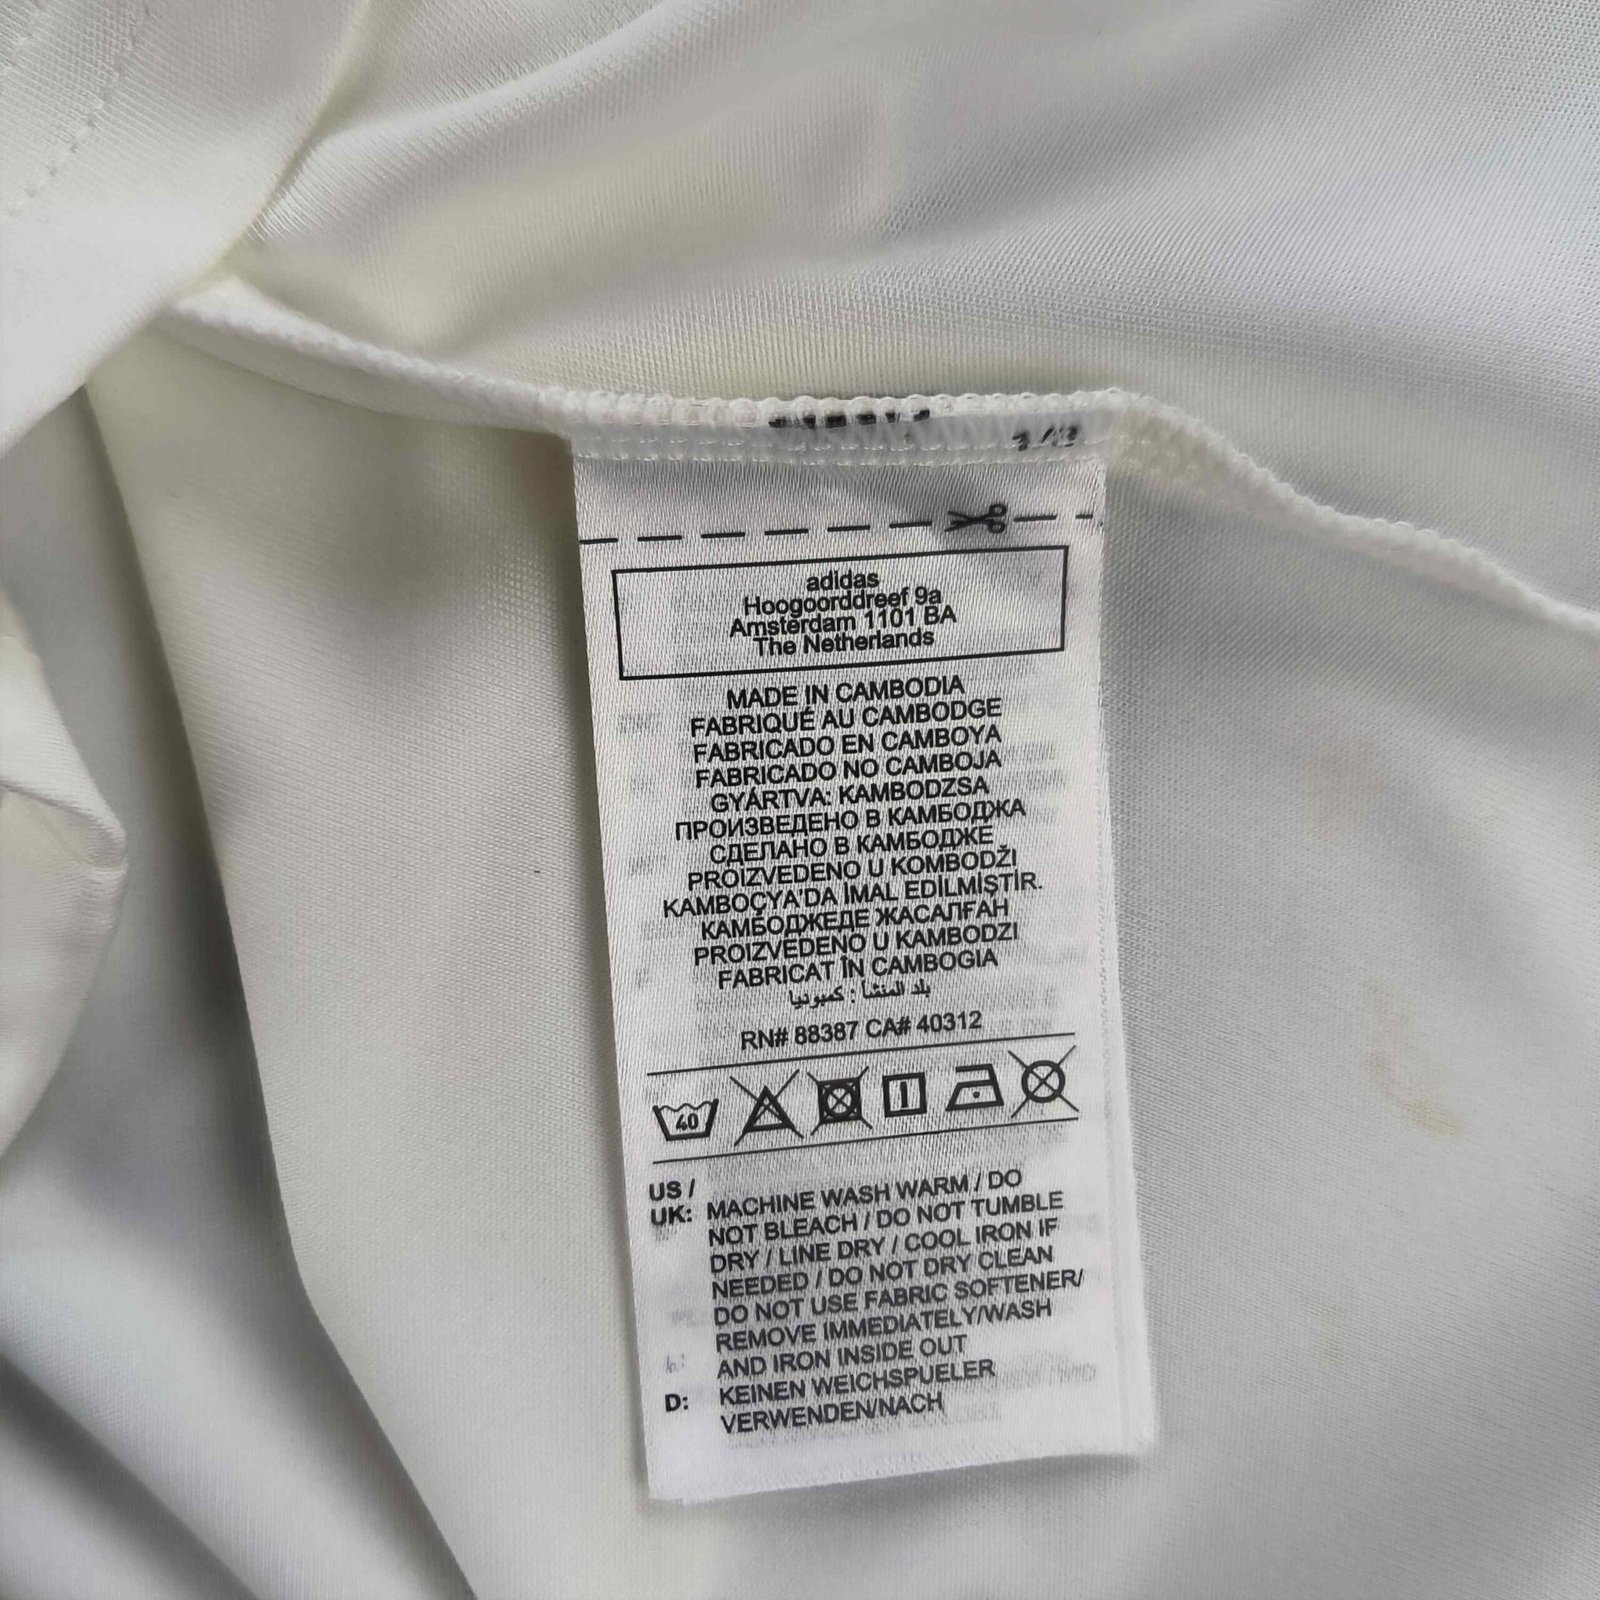 adidas
Hoogoorddreef 9a
Amsterdam 1101 BA
The Netherlands
MADE IN CAMBODIA
FABRIQUÉ AU CAMBODGE
FABRICADO EN CAMBOYA
FABRICADO NO CAMBOJA
GYÁRTVA: KAMBODZSA
ПРОИЗВЕДЕНО В КАМБОДЖА
СДЕЛАНО В КАМБОДЖЕ
PROIZVEDENO U KOMBODŽI
KAMBOÇYA'DA İMAL EDİLMİŞTİR.
КАМБОДЖЕДЕ ЖАСАЛҒАН
PROIZVEDENO U KAMBODZI
FABRICAT ÎN CAMBOGIA
بلد المنشأ : كمبوديا
RN# 88387 CA# 40312
40
US /
UK: MACHINE WASH WARM / DO
NOT BLEACH / DO NOT TUMBLE
DRY / LINE DRY / COOL IRON IF
NEEDED / DO NOT DRY CLEAN
DO NOT USE FABRIC SOFTENER/
REMOVE IMMEDIATELY/WASH
AND IRON INSIDE OUT
D: KEINEN WEICHSPUELER
VERWENDEN/NACH